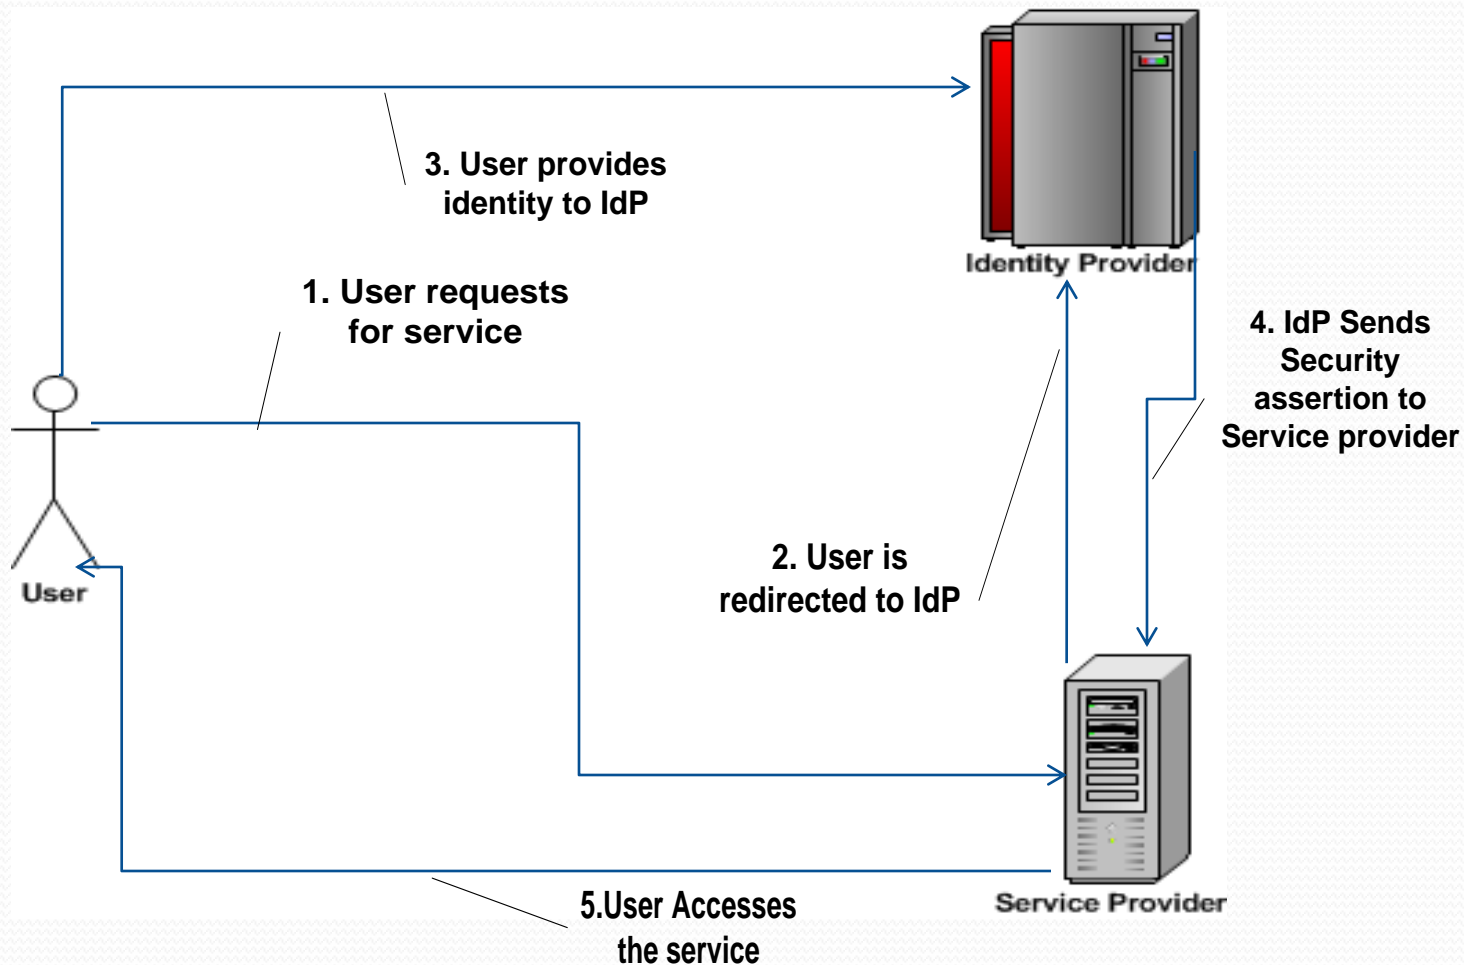 3. User provides
identity to IdP
Identity Provider
1. User requests
for service
4. IdP Sends
Security
assertion to
Service provider
2. User is
redirected to IdP
User
Service Provider
5.User Accesses
the service